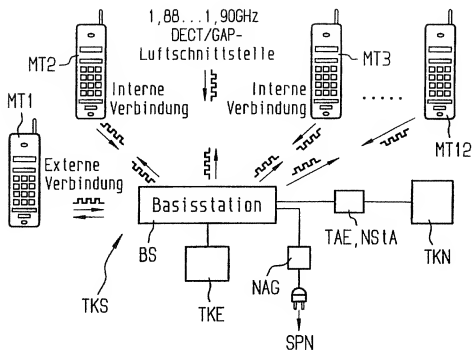 1,88...1,90GHz
DECT/GAP-
Luftschnittstelle
MT2
MT3
Interne
Verbindung
Interne
Verbindung
.....
MT1
MT12
Externe
Verbindung
Basisstation
BS
TAE,NStA
TKN
TKS
TKE
NAG
SPN